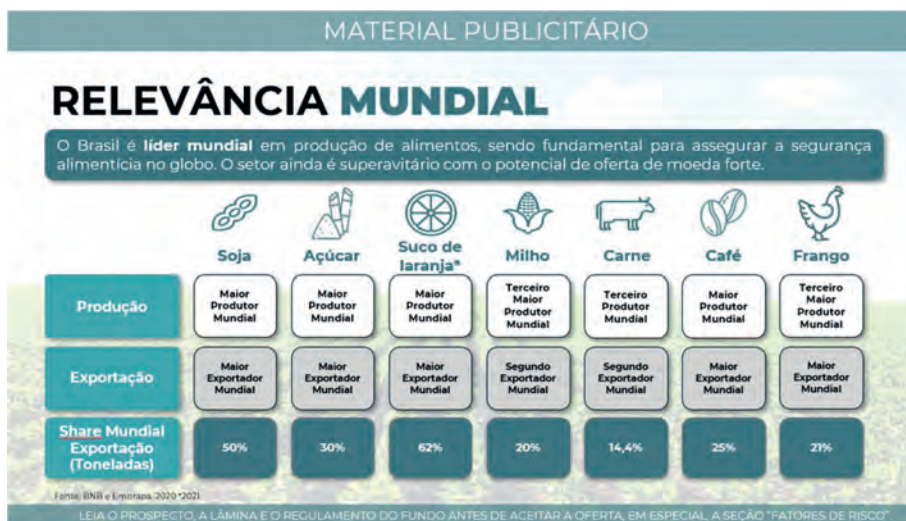 MATERIAL PUBLICITÁRIO
RELEVÂNCIA MUNDIAL
O Brasil é líder mundial em produção de alimentos, sendo fundamental para assegurar a segurança
alimentícia no globo. O setor ainda é superavitário com o potencial de oferta de moeda forte.
Soja
Açúcar
Suco de
laranja*
Milho
Carne
Café
Frango
Produção
Maior
Produtor
Mundial
Maior
Produtor
Mundial
Maior
Produtor
Mundial
Terceiro
Maior
Produtor
Mundial
Terceiro
Produtor
Mundial
Maior
Produtor
Mundial
Terceiro
Maior
Produtor
Mundial
Exportação
Maior
Exportador
Mundial
Maior
Exportador
Mundial
Maior
Exportador
Mundial
Segundo
Exportador
Mundial
Segundo
Exportador
Mundial
Maior
Exportador
Mundial
Maior
Exportador
Mundial
Share Mundial
Exportação
(Toneladas)
50%
30%
62%
20%
14,4%
25%
21%
Fonte: BNB e Embrapa, 2020 *2021
LEIA O PROSPECTO, A LÂMINA E O REGULAMENTO DO FUNDO ANTES DE ACEITAR A OFERTA, EM ESPECIAL A SEÇÃO "FATORES DE RISCO"